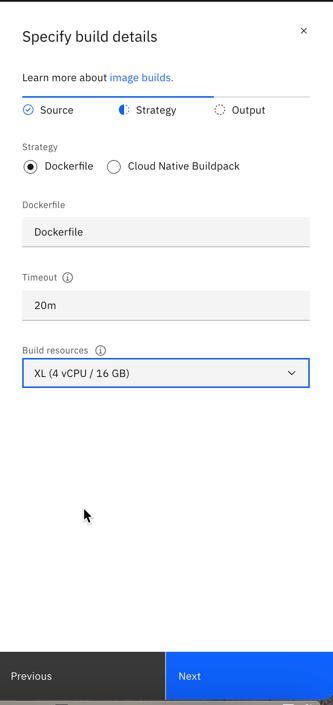 Specify build details
Learn more about image builds.
Source Strategy Output
Strategy
Dockerfile Cloud Native Buildpack
Dockerfile
Dockerfile
Timeout
20m
Build resources
XL (4 vCPU / 16 GB)
Previous Next